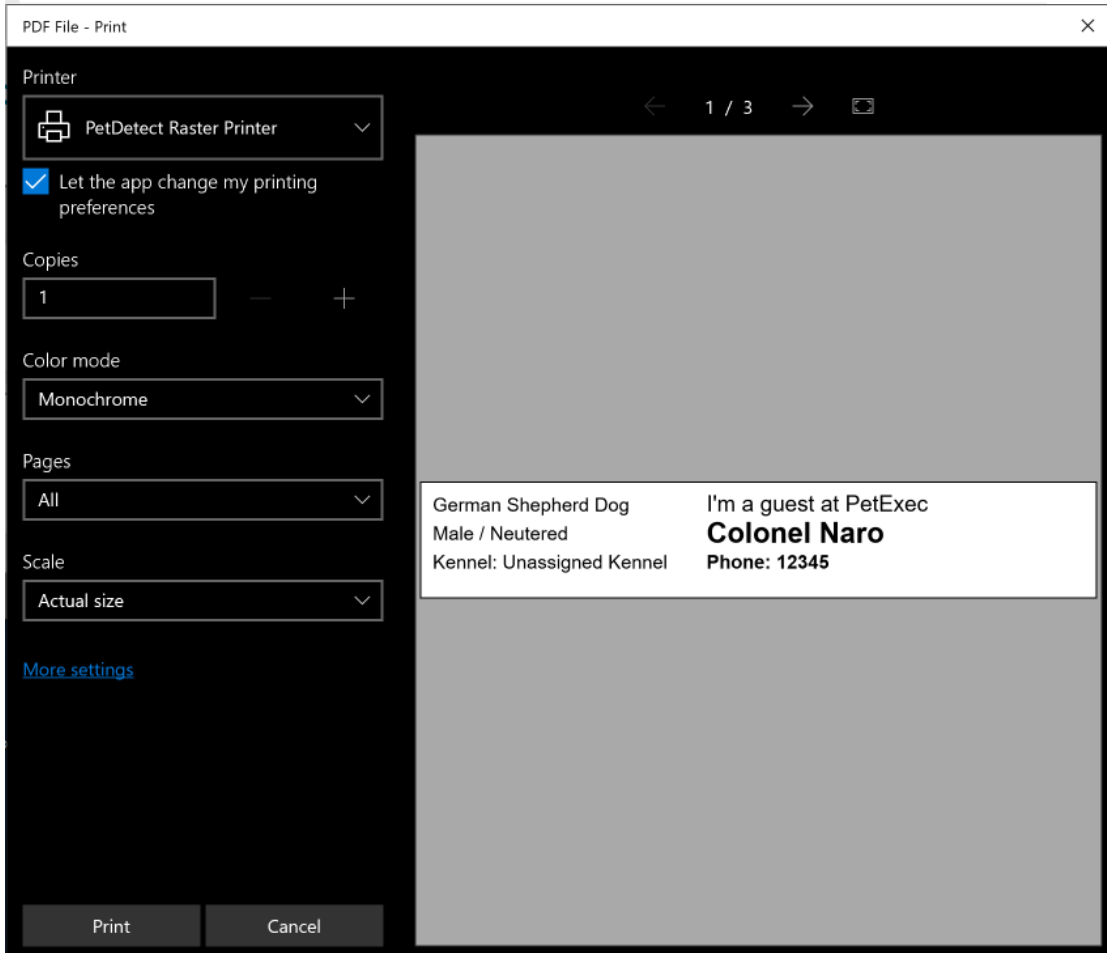 PDF File - Print
Printer
PetDetect Raster Printer
Let the app change my printing
preferences
Copies
1
Color mode
Monochrome
Pages
All
Scale
Actual size
More settings
Print
Cancel
1 / 3
German Shepherd Dog
Male / Neutered
Kennel: Unassigned Kennel
I'm a guest at PetExec
Colonel Naro
Phone: 12345